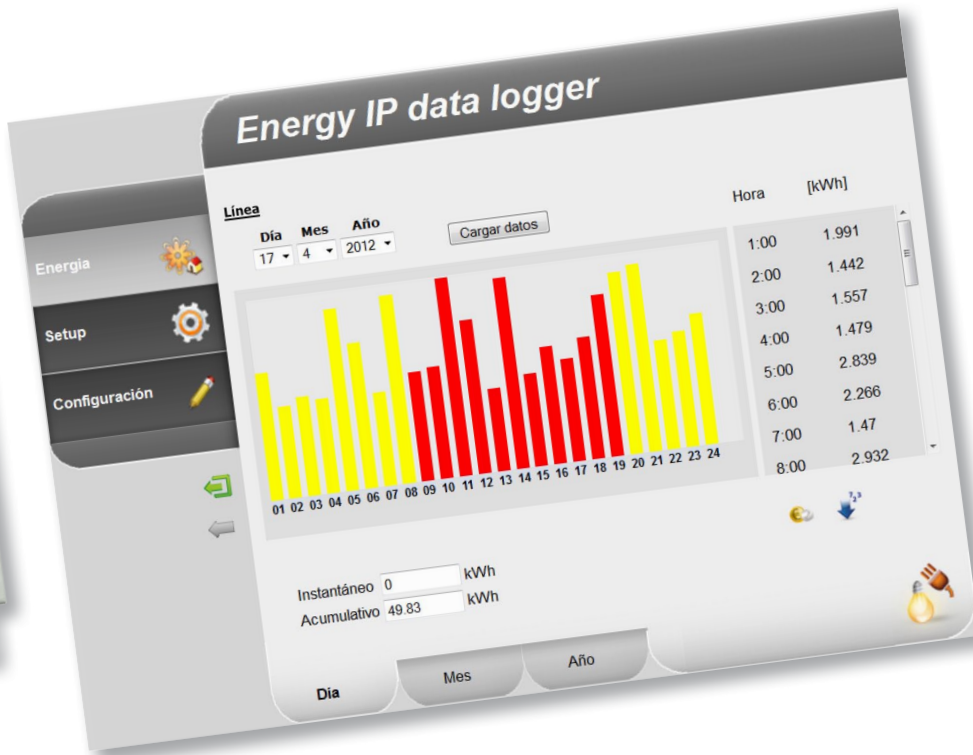 Energy IP data logger
Energia
Setup
Configuración
Línea
Día Mes Año
17 4 2012
Cargar datos
01 02 03 04 05 06 07 08 09 10 11 12 13 14 15 16 17 18 19 20 21 22 23 24
Hora [kWh]
1:00 1.991
2:00 1.442
3:00 1.557
4:00 1.479
5:00 2.839
6:00 2.266
7:00 1.47
8:00 2.932
Instantáneo 0 kWh
Acumulativo 49.83 kWh
Día Mes Año